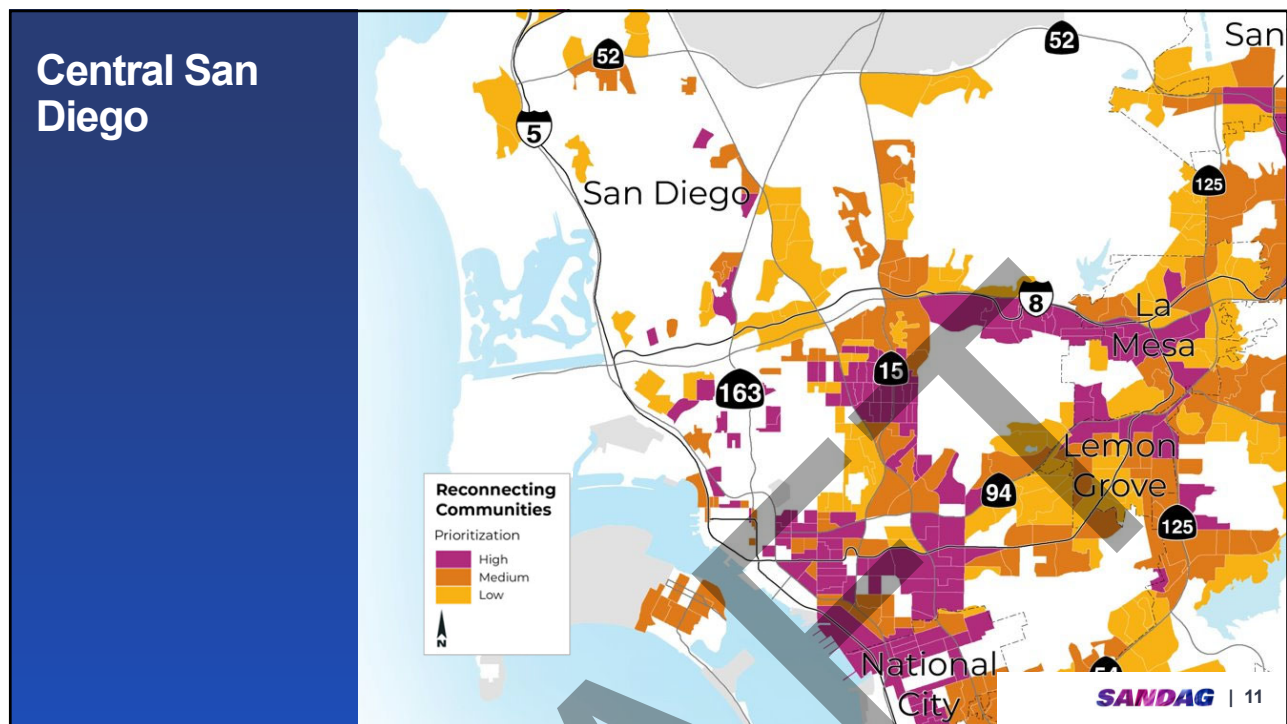 Central San
Diego
52
52
San
5
125
San Diego
8
La
Mesa
15
163
Lemon
Grove
94
125
Reconnecting
Communities
Prioritization
High
Medium
Low
N
National
City
SANDAG | 11